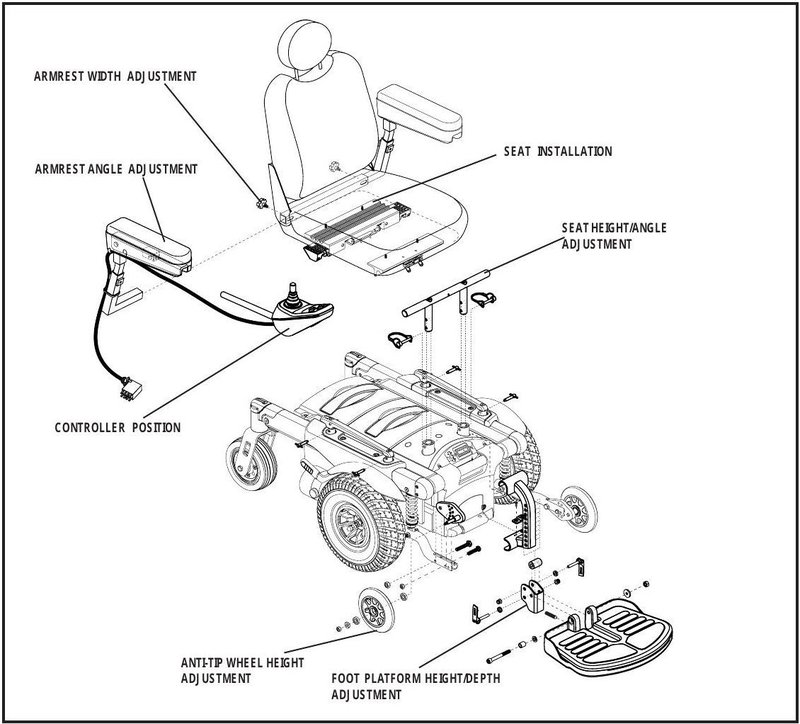 ARMREST WIDTH ADJUSTMENT
ARMREST ANGLE ADJUSTMENT
SEAT INSTALLATION
SEAT HEIGHT/ANGLE
ADJUSTMENT
CONTROLLER POSITION
ANTI-TIP WHEEL HEIGHT
ADJUSTMENT
FOOT PLATFORM HEIGHT/DEPTH
ADJUSTMENT